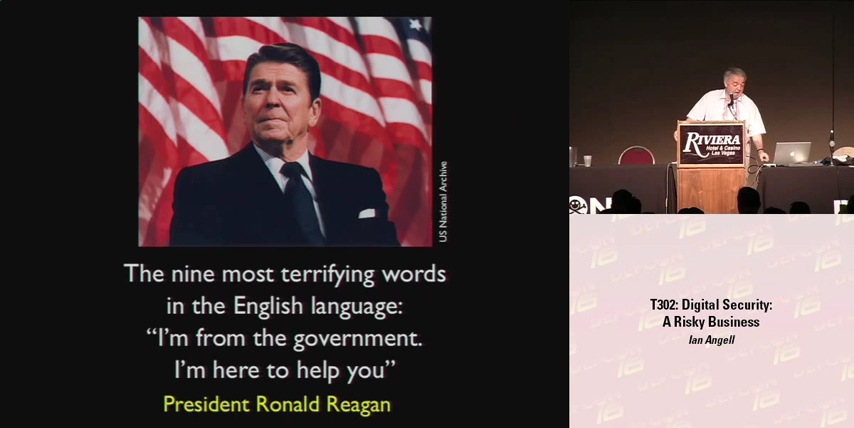 US National Archive
The nine most terrifying words
in the English language:
“I’m from the government.
I’m here to help you”
President Ronald Reagan
RIVIERA
Hotel & Casino
Las Vegas
T302: Digital Security:
A Risky Business
Ian Angell